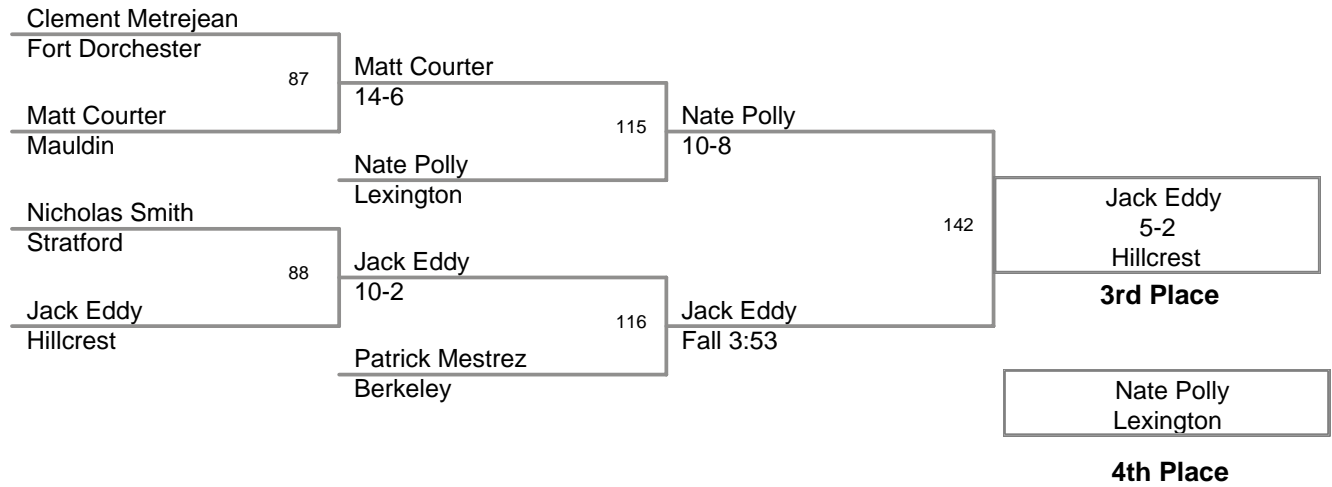 Clement Metrejean
Fort Dorchester
87
Matt Courter
Mauldin
Nicholas Smith
Stratford
88
Jack Eddy
Hillcrest
Matt Courter
14-6
115
Nate Polly
Lexington
Jack Eddy
10-2
116
Patrick Mestrez
Berkeley
Nate Polly
10-8
142
Jack Eddy
Fall 3:53
Jack Eddy
5-2
Hillcrest
3rd Place
Nate Polly
Lexington
4th Place